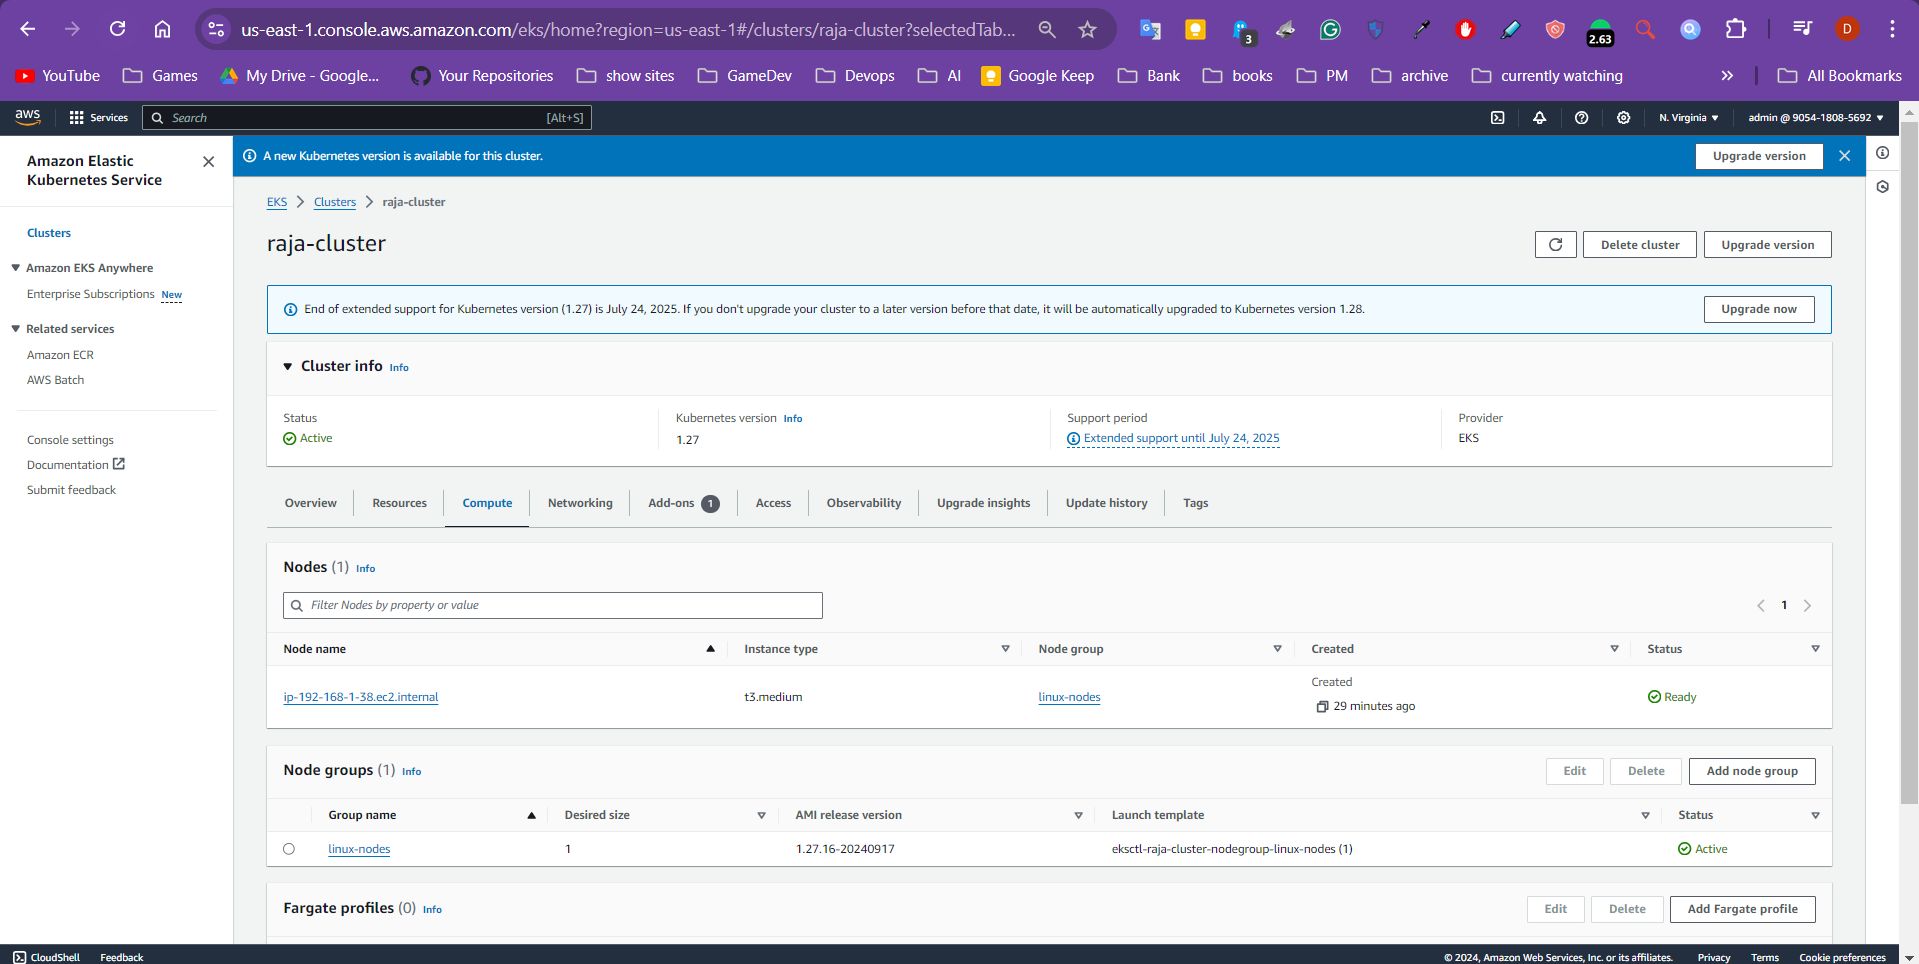 us-east-1.console.aws.amazon.com/eks/home?region=us-east-1#/clusters/raja-cluster?selectedTab...
3
2.63
D
YouTube Games My Drive - Google... Your Repositories show sites GameDev Devops AI Google Keep Bank books PM archive currently watching » All Bookmarks
aws Services Search [Alt+S] N. Virginia admin @ 9054-1808-5692
Amazon Elastic Kubernetes Service
Clusters
Amazon EKS Anywhere
Enterprise Subscriptions New
Related services
Amazon ECR
AWS Batch
Console settings
Documentation
Submit feedback
A new Kubernetes version is available for this cluster. Upgrade version
EKS Clusters raja-cluster
raja-cluster Delete cluster Upgrade version
End of extended support for Kubernetes version (1.27) is July 24, 2025. If you don't upgrade your cluster to a later version before that date, it will be automatically upgraded to Kubernetes version 1.28. Upgrade now
Cluster info Info
Status Kubernetes version Info Support period Provider
Active 1.27 Extended support until July 24, 2025 EKS
Overview Resources Compute Networking Add-ons 1 Access Observability Upgrade insights Update history Tags
Nodes (1) Info
Filter Nodes by property or value 1
Node name Instance type Node group Created Status
ip-192-168-1-38.ec2.internal t3.medium linux-nodes Created 29 minutes ago Ready
Node groups (1) Info Edit Delete Add node group
Group name Desired size AMI release version Launch template Status
linux-nodes 1 1.27.16-20240917 eksctl-raja-cluster-nodegroup-linux-nodes (1) Active
Fargate profiles (0) Info Edit Delete Add Fargate profile
CloudShell Feedback © 2024, Amazon Web Services, Inc. or its affiliates. Privacy Terms Cookie preferences